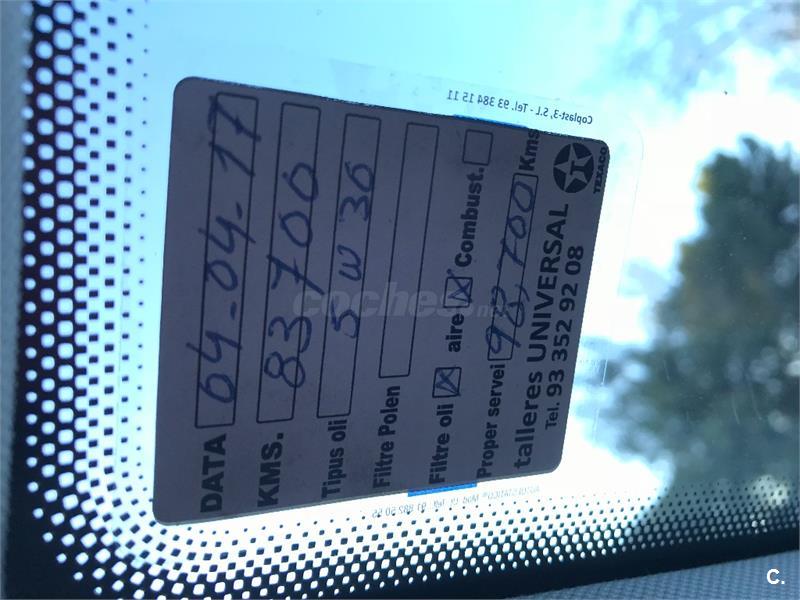 Coplast-3, S.L - Tel. 93 384 15 11
DATA 04-04-17
KMS. 83700
Tipus oli 5W30
Filtre Polen
Filtre oli aire Combust.
Proper servei 98,700 Kms
talleres UNIVERSAL
Tel. 93 352 92 08
TEXACO
coches.net
C.